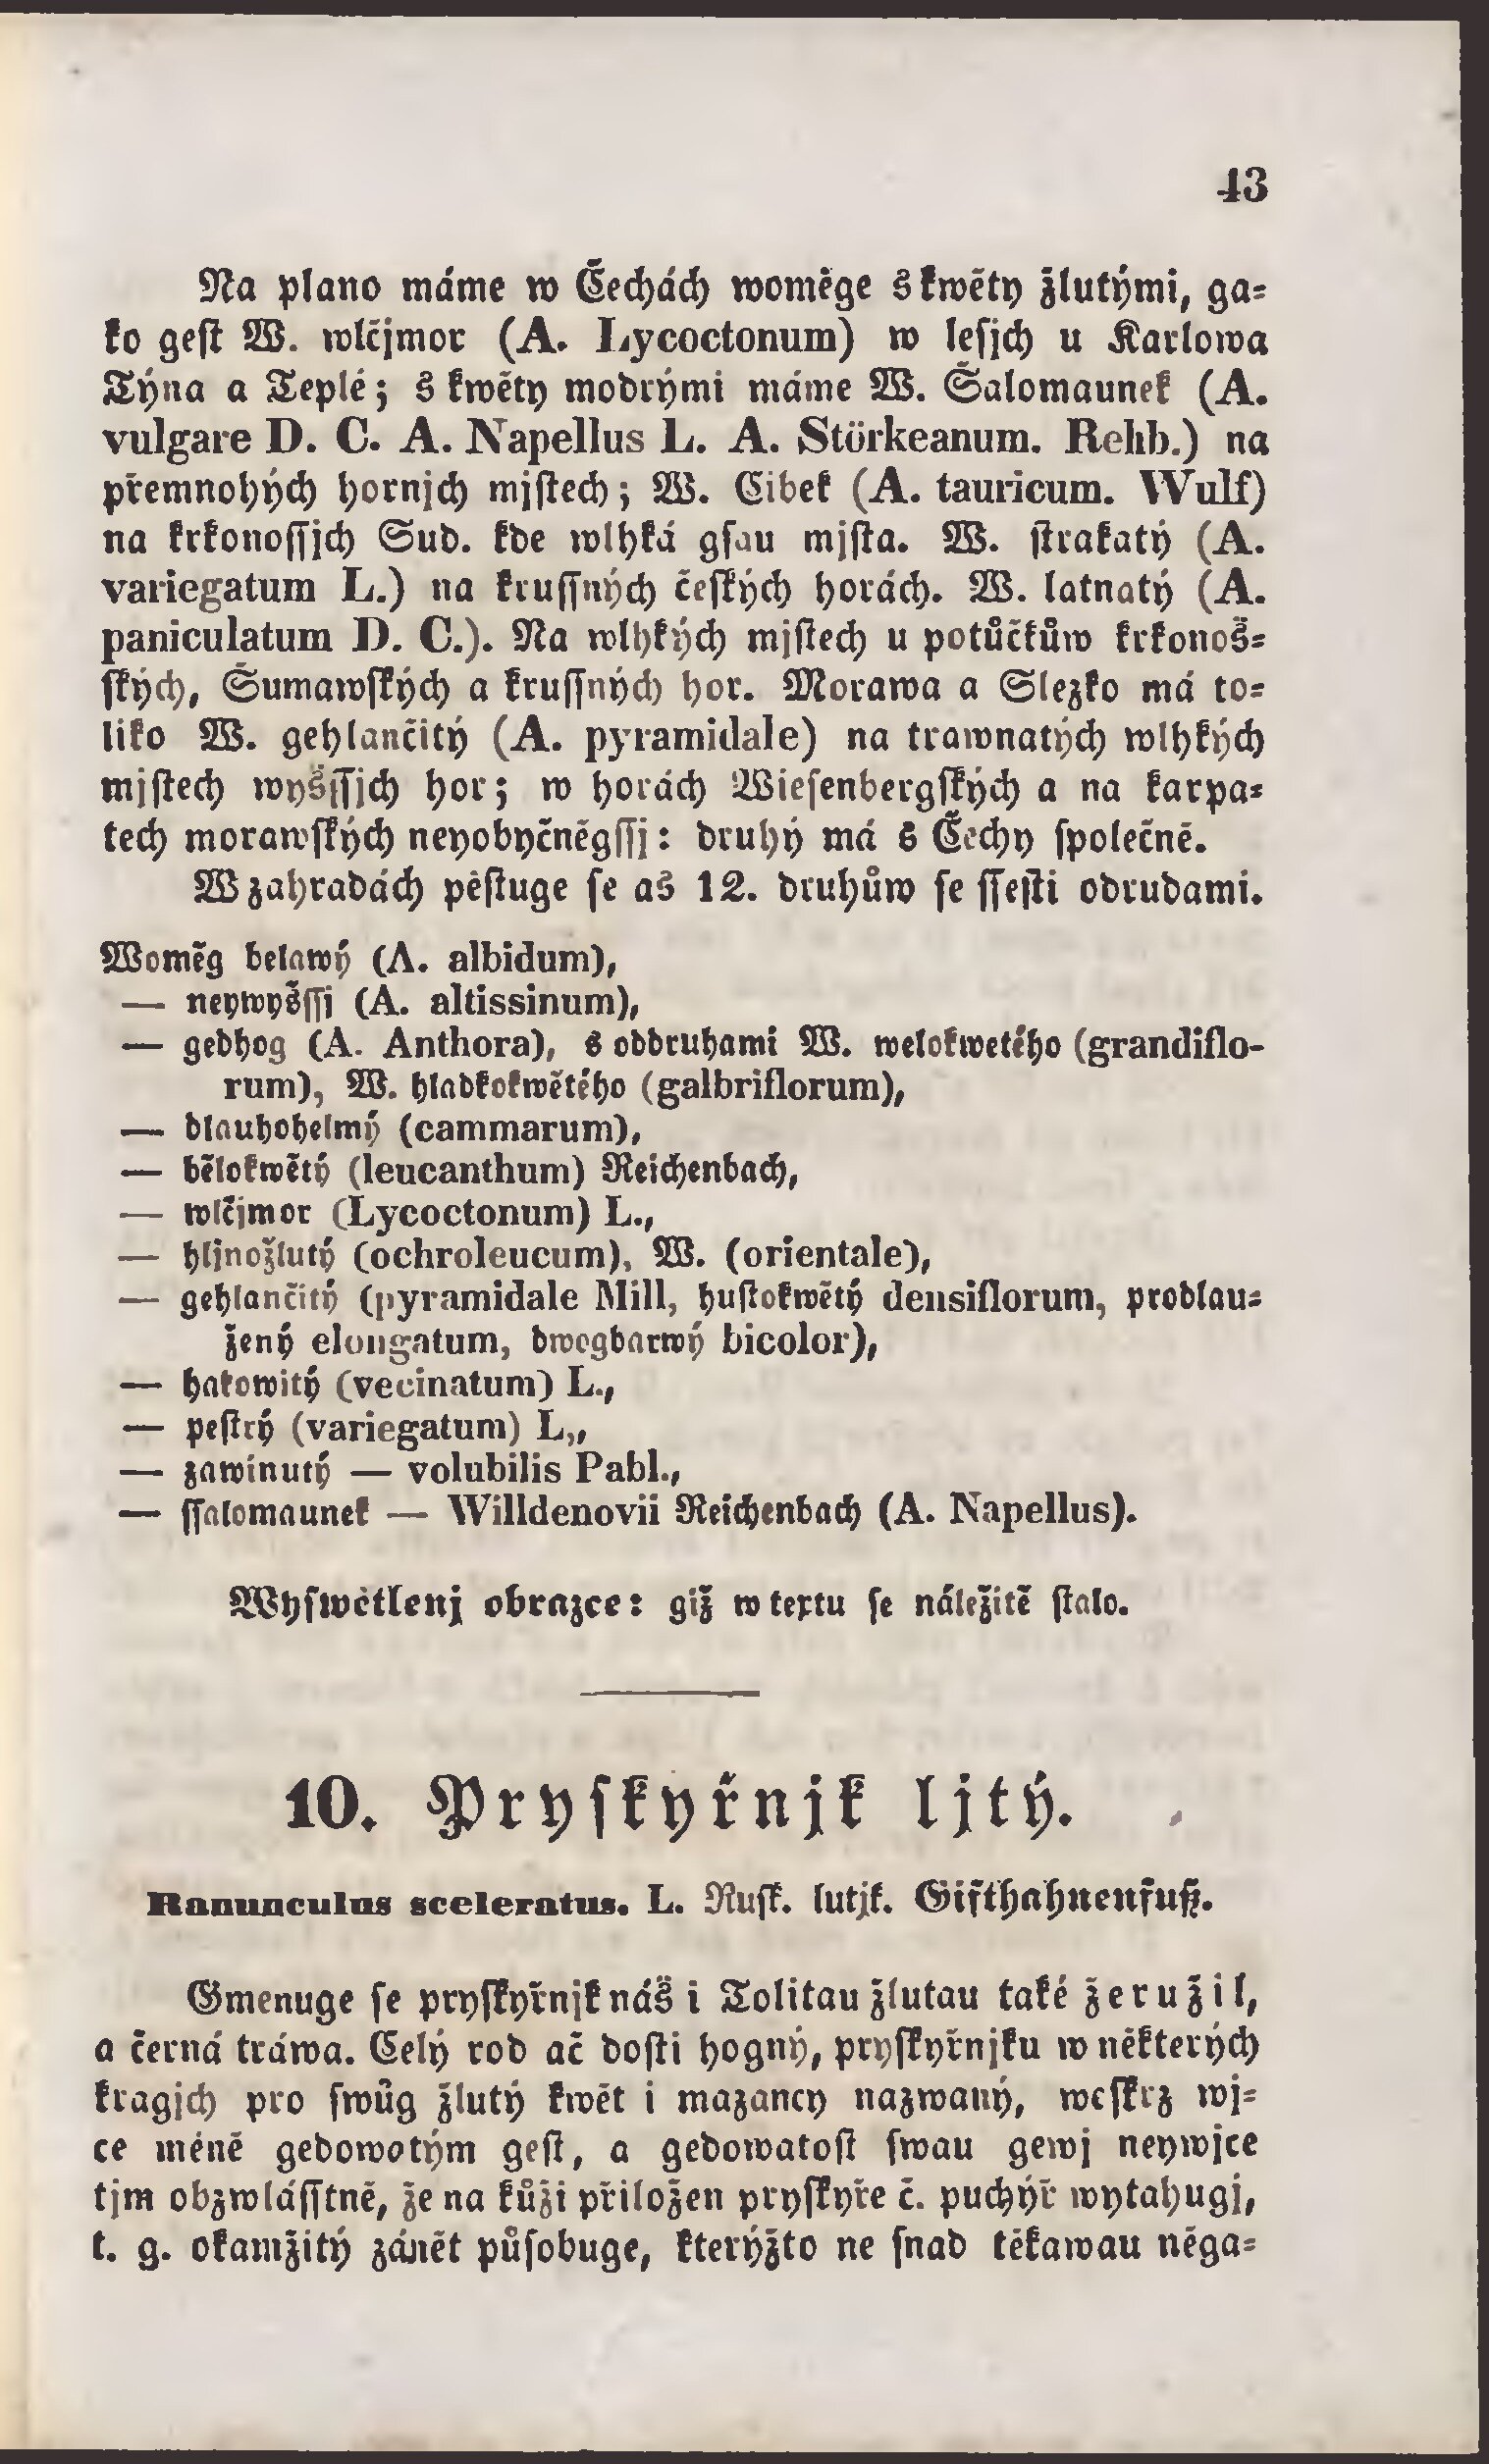 43
Na plano máme w Čechách woměge s kwěty žlutými, ga=
ko geſt W. wlčjmor (A. Lycoctonum) w leſjch u Karlowa
Týna a Teplé; s kwěty modrými máme W. Šalomaunek (A.
vulgare D. C. A. Napellus L. A. Störkeanum. Rehb.) na
přemnohých hornjch mjſtech; W. Cibek (A. tauricum. Wulf)
na krkonoſſjch Sud. kde wlhká gſau mjſta. W. ſtrakatý (A.
variegatum L.) na kruſſných čeſkých horách. W. latnatý (A.
paniculatum D. C.). Na wlhkých mjſtech u potůčkůw krkonoš=
ſkých, Šumawſkých a kruſſných hor. Morawa a Slezko má to=
liko W. gehlančitý (A. pyramidale) na trawnatých wlhkých
mjſtech wyšſſjch hor; w horách Wieſenbergſkých a na karpa=
tech morawſkých neyobyčněgſſj: druhý má s Čechy ſpolečně.
W zahradách pěſtuge ſe as 12. druhůw ſe ſſeſti odrudami.
Woměg belawý (A. albidum),
— neywyšſſi (A. altissinum),
— gedhog (A. Anthora), s oddruhami W. welokwetého (grandiflo-
rum), W. hladkokwětého (galbriflorum),
— dlauhohelmý (cammarum),
— bělokwětý (leucanthum) Reichenbach,
— wlčjmor (Lycoctonum) L.,
— hljnožlutý (ochroleucum), W. (orientale),
— gehlančitý (pyramidale Mill, huſtokwětý densiflorum, prodlau=
žený elongatum, dwogbarwý bicolor),
— hakowitý (vecinatum) L.,
— peſtrý (variegatum) L,,
— zawinutý — volubilis Pabl.,
— ſſalomaunek — Willdenovii Reichenbach (A. Napellus).
Wyſwětlenj obrazce: giž w textu ſe náležitě ſtalo.
10. Pryſkyřnjk ljtý.
Ranunculus sceleratus. L. Ruſk. lutjk. Gifthahnenfuß.
Gmenuge ſe pryſkyřnjk náš i Tolitau žlutau také žeružil,
a černá tráwa. Celý rod ač doſti hogný, pryſkyřnjku w některých
kragjch pro ſwůg žlutý kwět i mazancy nazwaný, weſkrz wj=
ce méně gedowotým geſt, a gedowatoſt ſwau gewj neywjce
tjm obzwláſſtně, že na kůži přiložen pryſkyře č. puchýř wytahugj,
t. g. okamžitý zánět půſobuge, kterýžto ne ſnad těkawau něga=